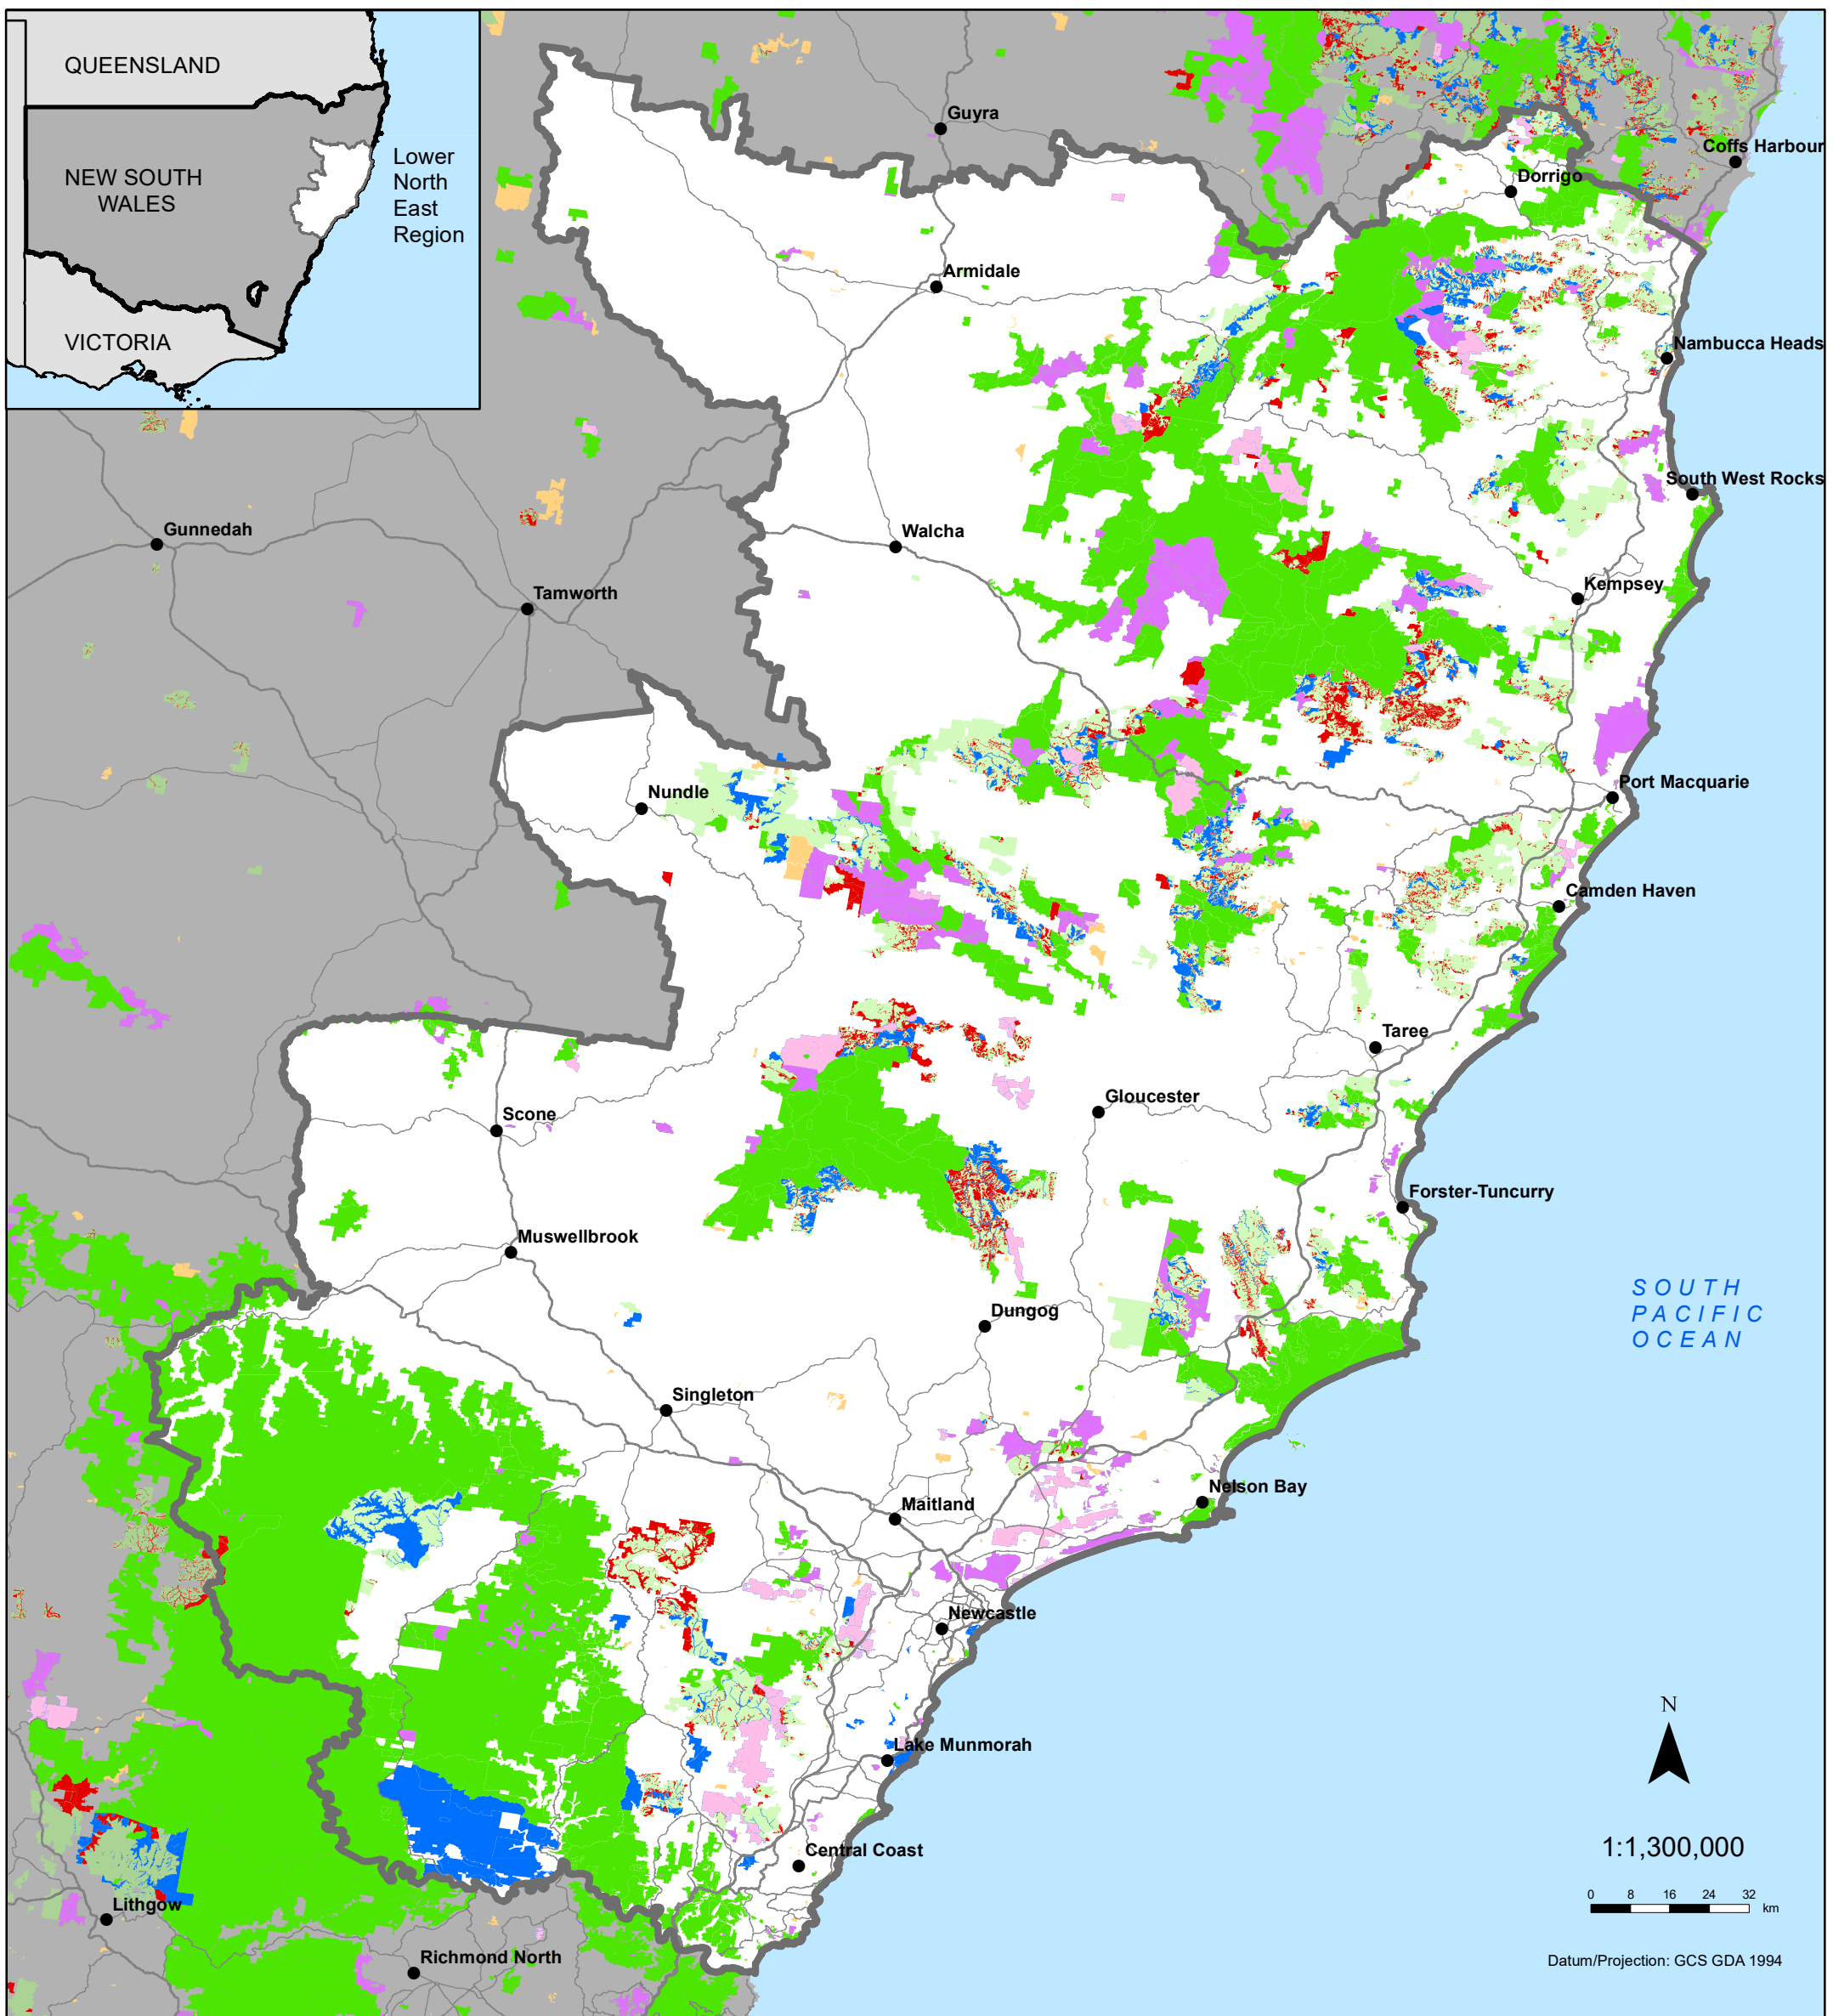 QUEENSLAND
NEW SOUTH
WALES
VICTORIA
Lower
North
East
Region
Guyra
Coffs Harbour
Dorrigo
Armidale
Nambucca Heads
South West Rocks
Gunnedah
Walcha
Tamworth
Kempsey
Nundle
Port Macquarie
Camden Haven
Taree
Gloucester
Scone
Forster-Tuncurry
Muswellbrook
SOUTH
PACIFIC
OCEAN
Dungog
Singleton
Nelson Bay
Maitland
Newcastle
N
Lake Munmorah
1:1,300,000
Central Coast
0 8 16 24 32
km
Lithgow
Richmond North
Datum/Projection: GCS GDA 1994